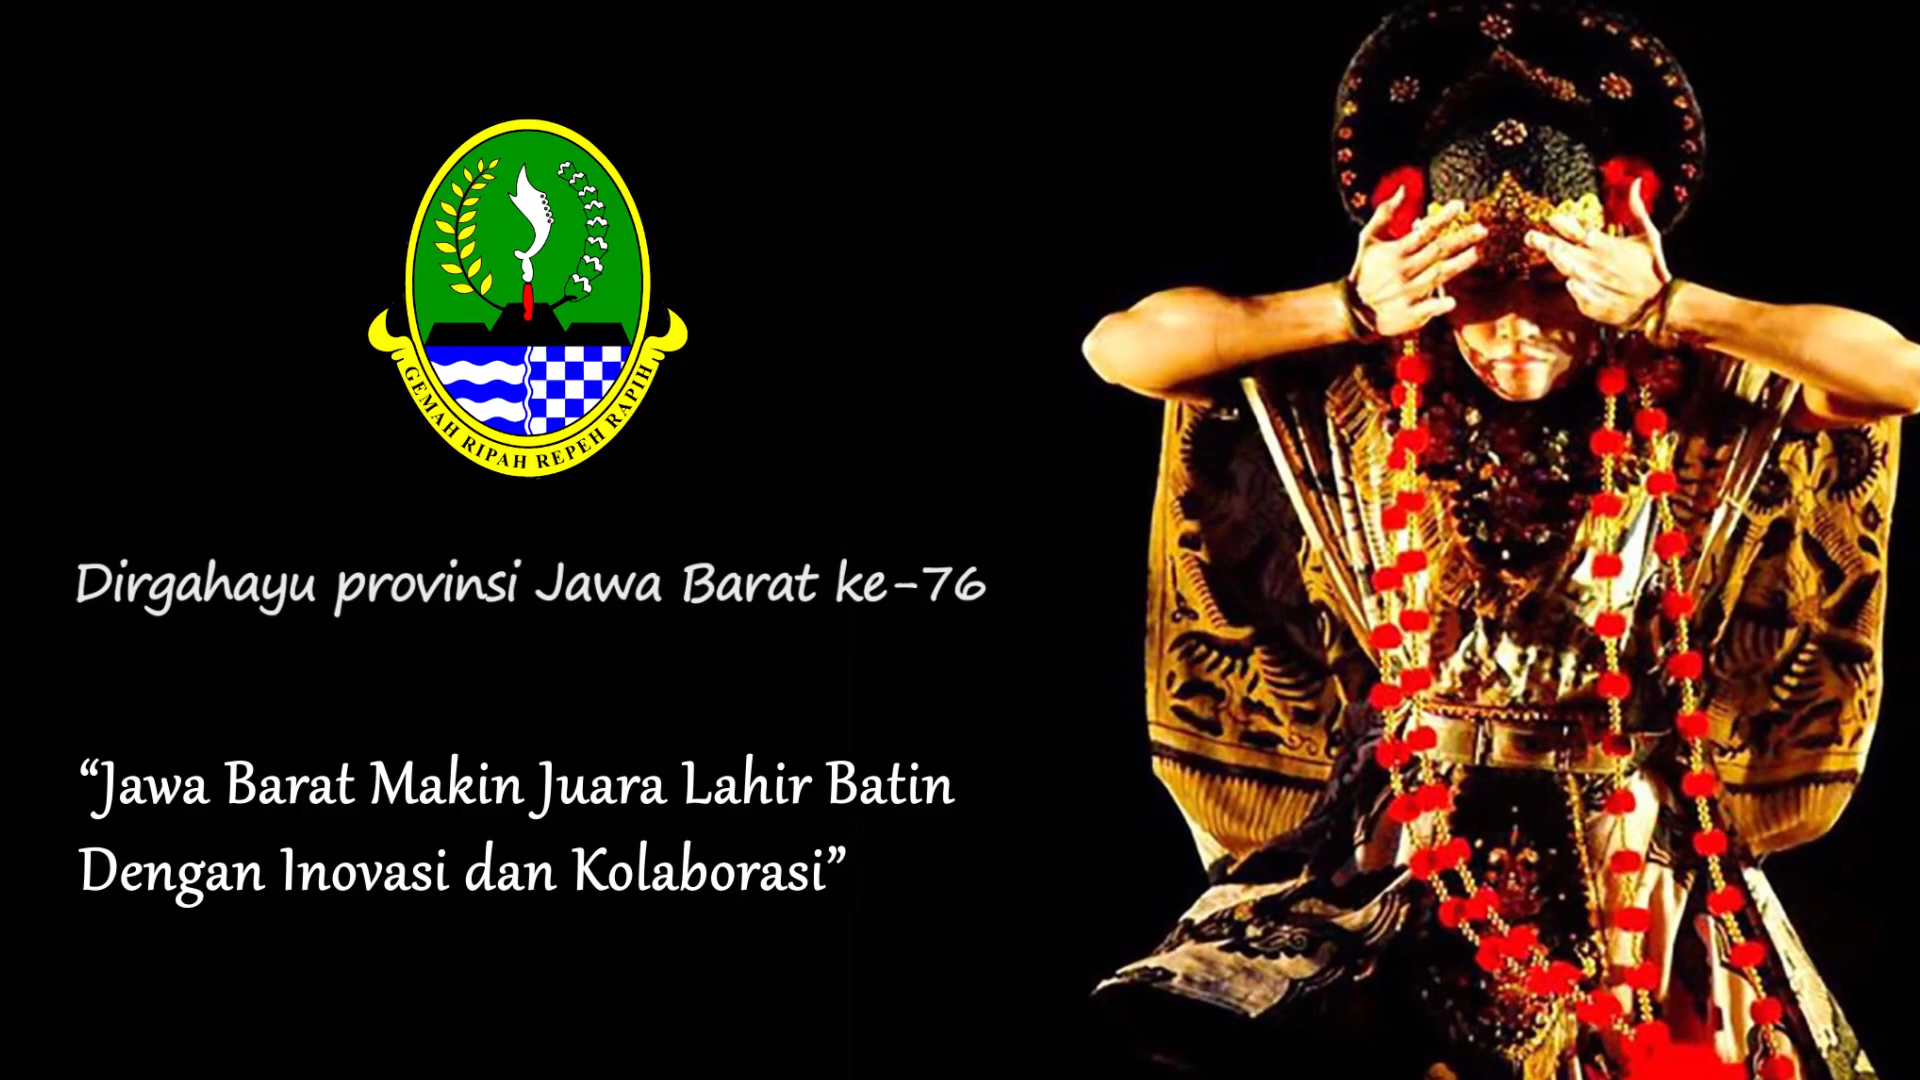 GEMAH RIPAH REPEH RAPIH
Dirgahayu provinsi Jawa Barat ke-76
“Jawa Barat Makin Juara Lahir Batin
Dengan Inovasi dan Kolaborasi”